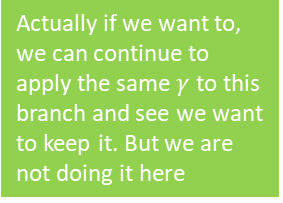 Actually if we want to,
we can continue to
apply the same γ to this
branch and see we want
to keep it. But we are
not doing it here